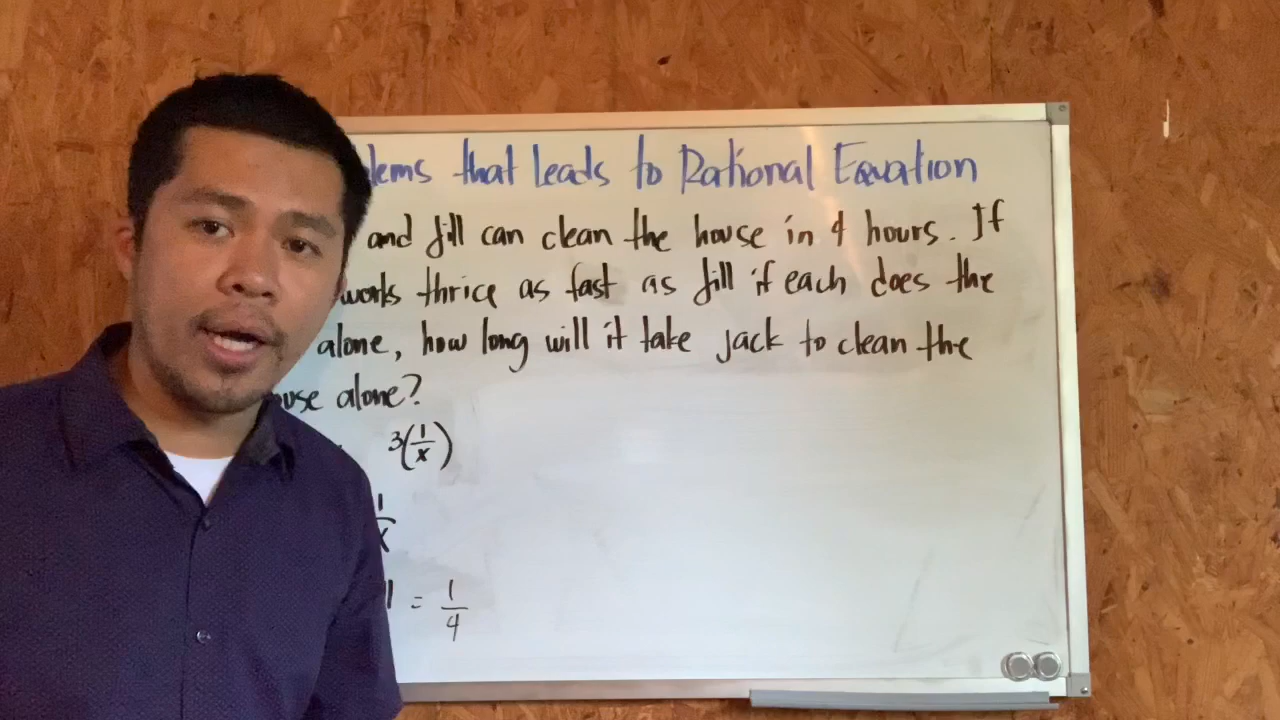 that leads to Rational Equation
and Jill can clean the house in 4 hours. If
works thrice as fast as Jill if each does the
alone, how long will it take Jack to clean the
alone?
3(1/x)
1/x
= 1/4